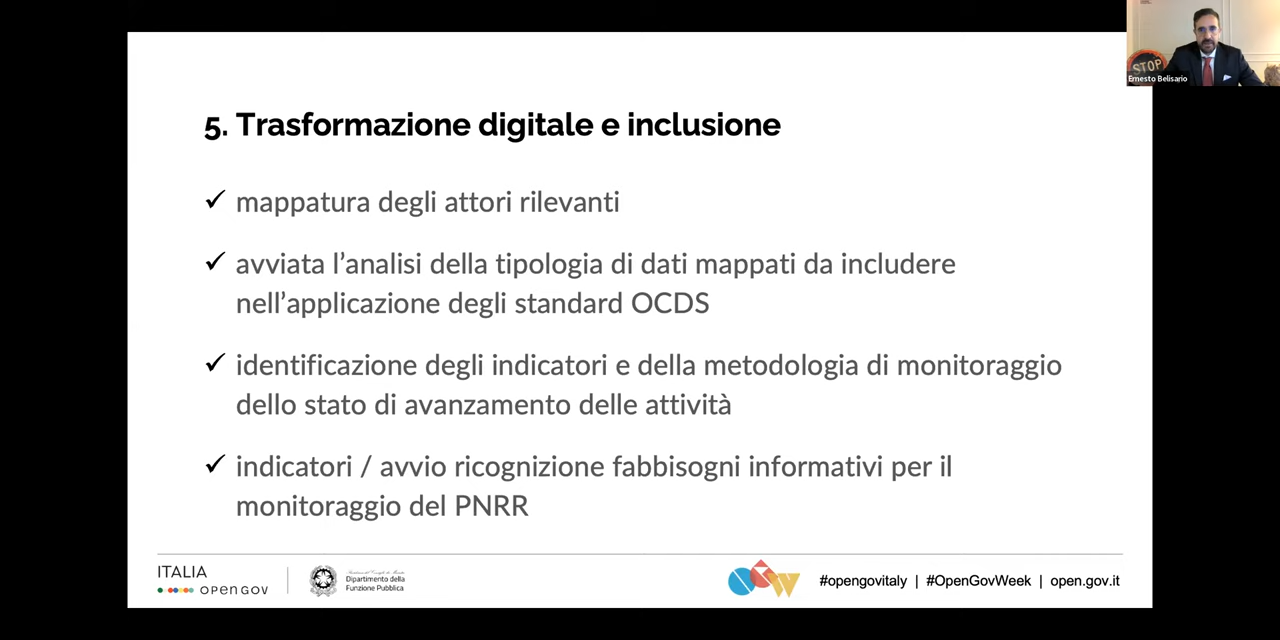 STOP
Ernesto Belisario
5. Trasformazione digitale e inclusione
✓ mappatura degli attori rilevanti
✓ avviata l’analisi della tipologia di dati mappati da includere
nell’applicazione degli standard OCDS
✓ identificazione degli indicatori e della metodologia di monitoraggio
dello stato di avanzamento delle attività
✓ indicatori / avvio ricognizione fabbisogni informativi per il
monitoraggio del PNRR
ITALIA
OPEN GOV
Dipartimento della
Funzione Pubblica
#opengovitaly | #OpenGovWeek | open.gov.it